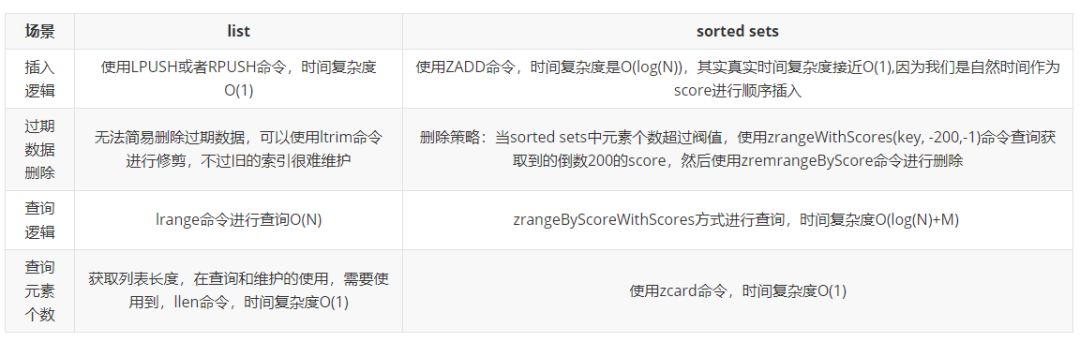 场景 list sorted sets
插入
逻辑
使用LPUSH或者RPUSH命令，时间复杂度
O(1)
使用ZADD命令，时间复杂度是O(log(N))，其实真实时间复杂度接近O(1),因为我们是自然时间作为
score进行顺序插入
过期
数据
删除
无法简易删除过期数据，可以使用ltrim命令
进行修剪，不过旧的索引很难维护
删除策略：当sorted sets中元素个数超过阀值，使用zrangeWithScores(key, -200,-1)命令查询获
取到的倒数200的score，然后使用zremrangeByScore命令进行删除
查询
逻辑
lrange命令进行查询O(N)
zrangeByScoreWithScores方式进行查询，时间复杂度O(log(N)+M)
查询
元素
个数
获取列表长度，在查询和维护的使用，需要使
用到，llen命令，时间复杂度O(1)
使用zcard命令，时间复杂度O(1)